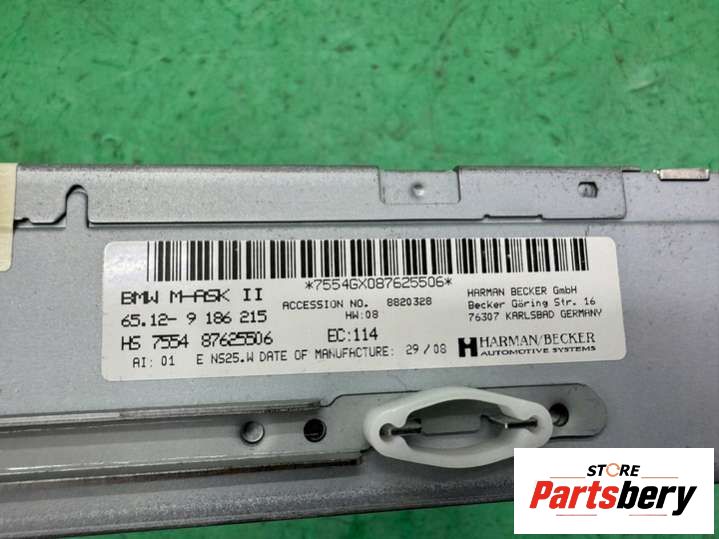 *7554GX087625506*
BMW M-ASK II
ACCESSION NO. 8820328
HW:08
HARMAN BECKER GmbH
Becker Göring Str. 16
76307 KARLSBAD GERMANY
65.12- 9 186 215
HS 7554 87625506
EC:114
HARMAN/BECKER
AUTOMOTIVE SYSTEMS
AI: 01 E NS25.W DATE OF MANUFACTURE: 29/08
STORE
Partsbery